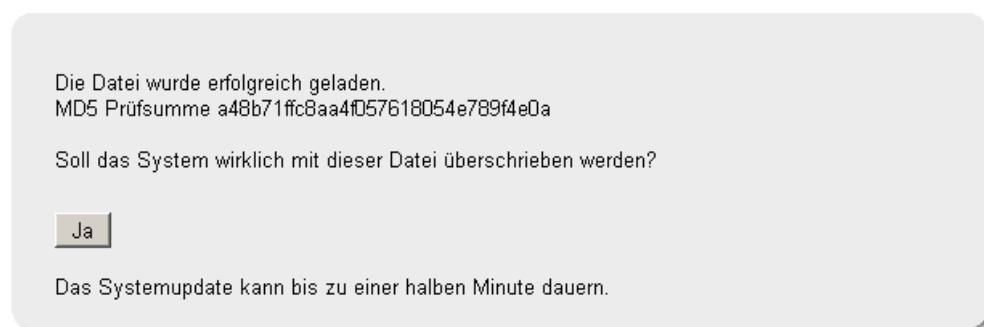 Die Datei wurde erfolgreich geladen.
MD5 Prüfsumme a48b71ffc8aa4f057618054e789f4e0a
Soll das System wirklich mit dieser Datei überschrieben werden?
Ja
Das Systemupdate kann bis zu einer halben Minute dauern.